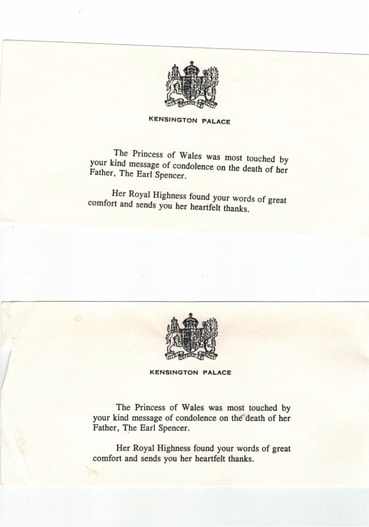 KENSINGTON PALACE
The Princess of Wales was most touched by
your kind message of condolence on the death of her
Father, The Earl Spencer.
Her Royal Highness found your words of great
comfort and sends you her heartfelt thanks.
KENSINGTON PALACE
The Princess of Wales was most touched by
your kind message of condolence on the death of her
Father, The Earl Spencer.
Her Royal Highness found your words of great
comfort and sends you her heartfelt thanks.